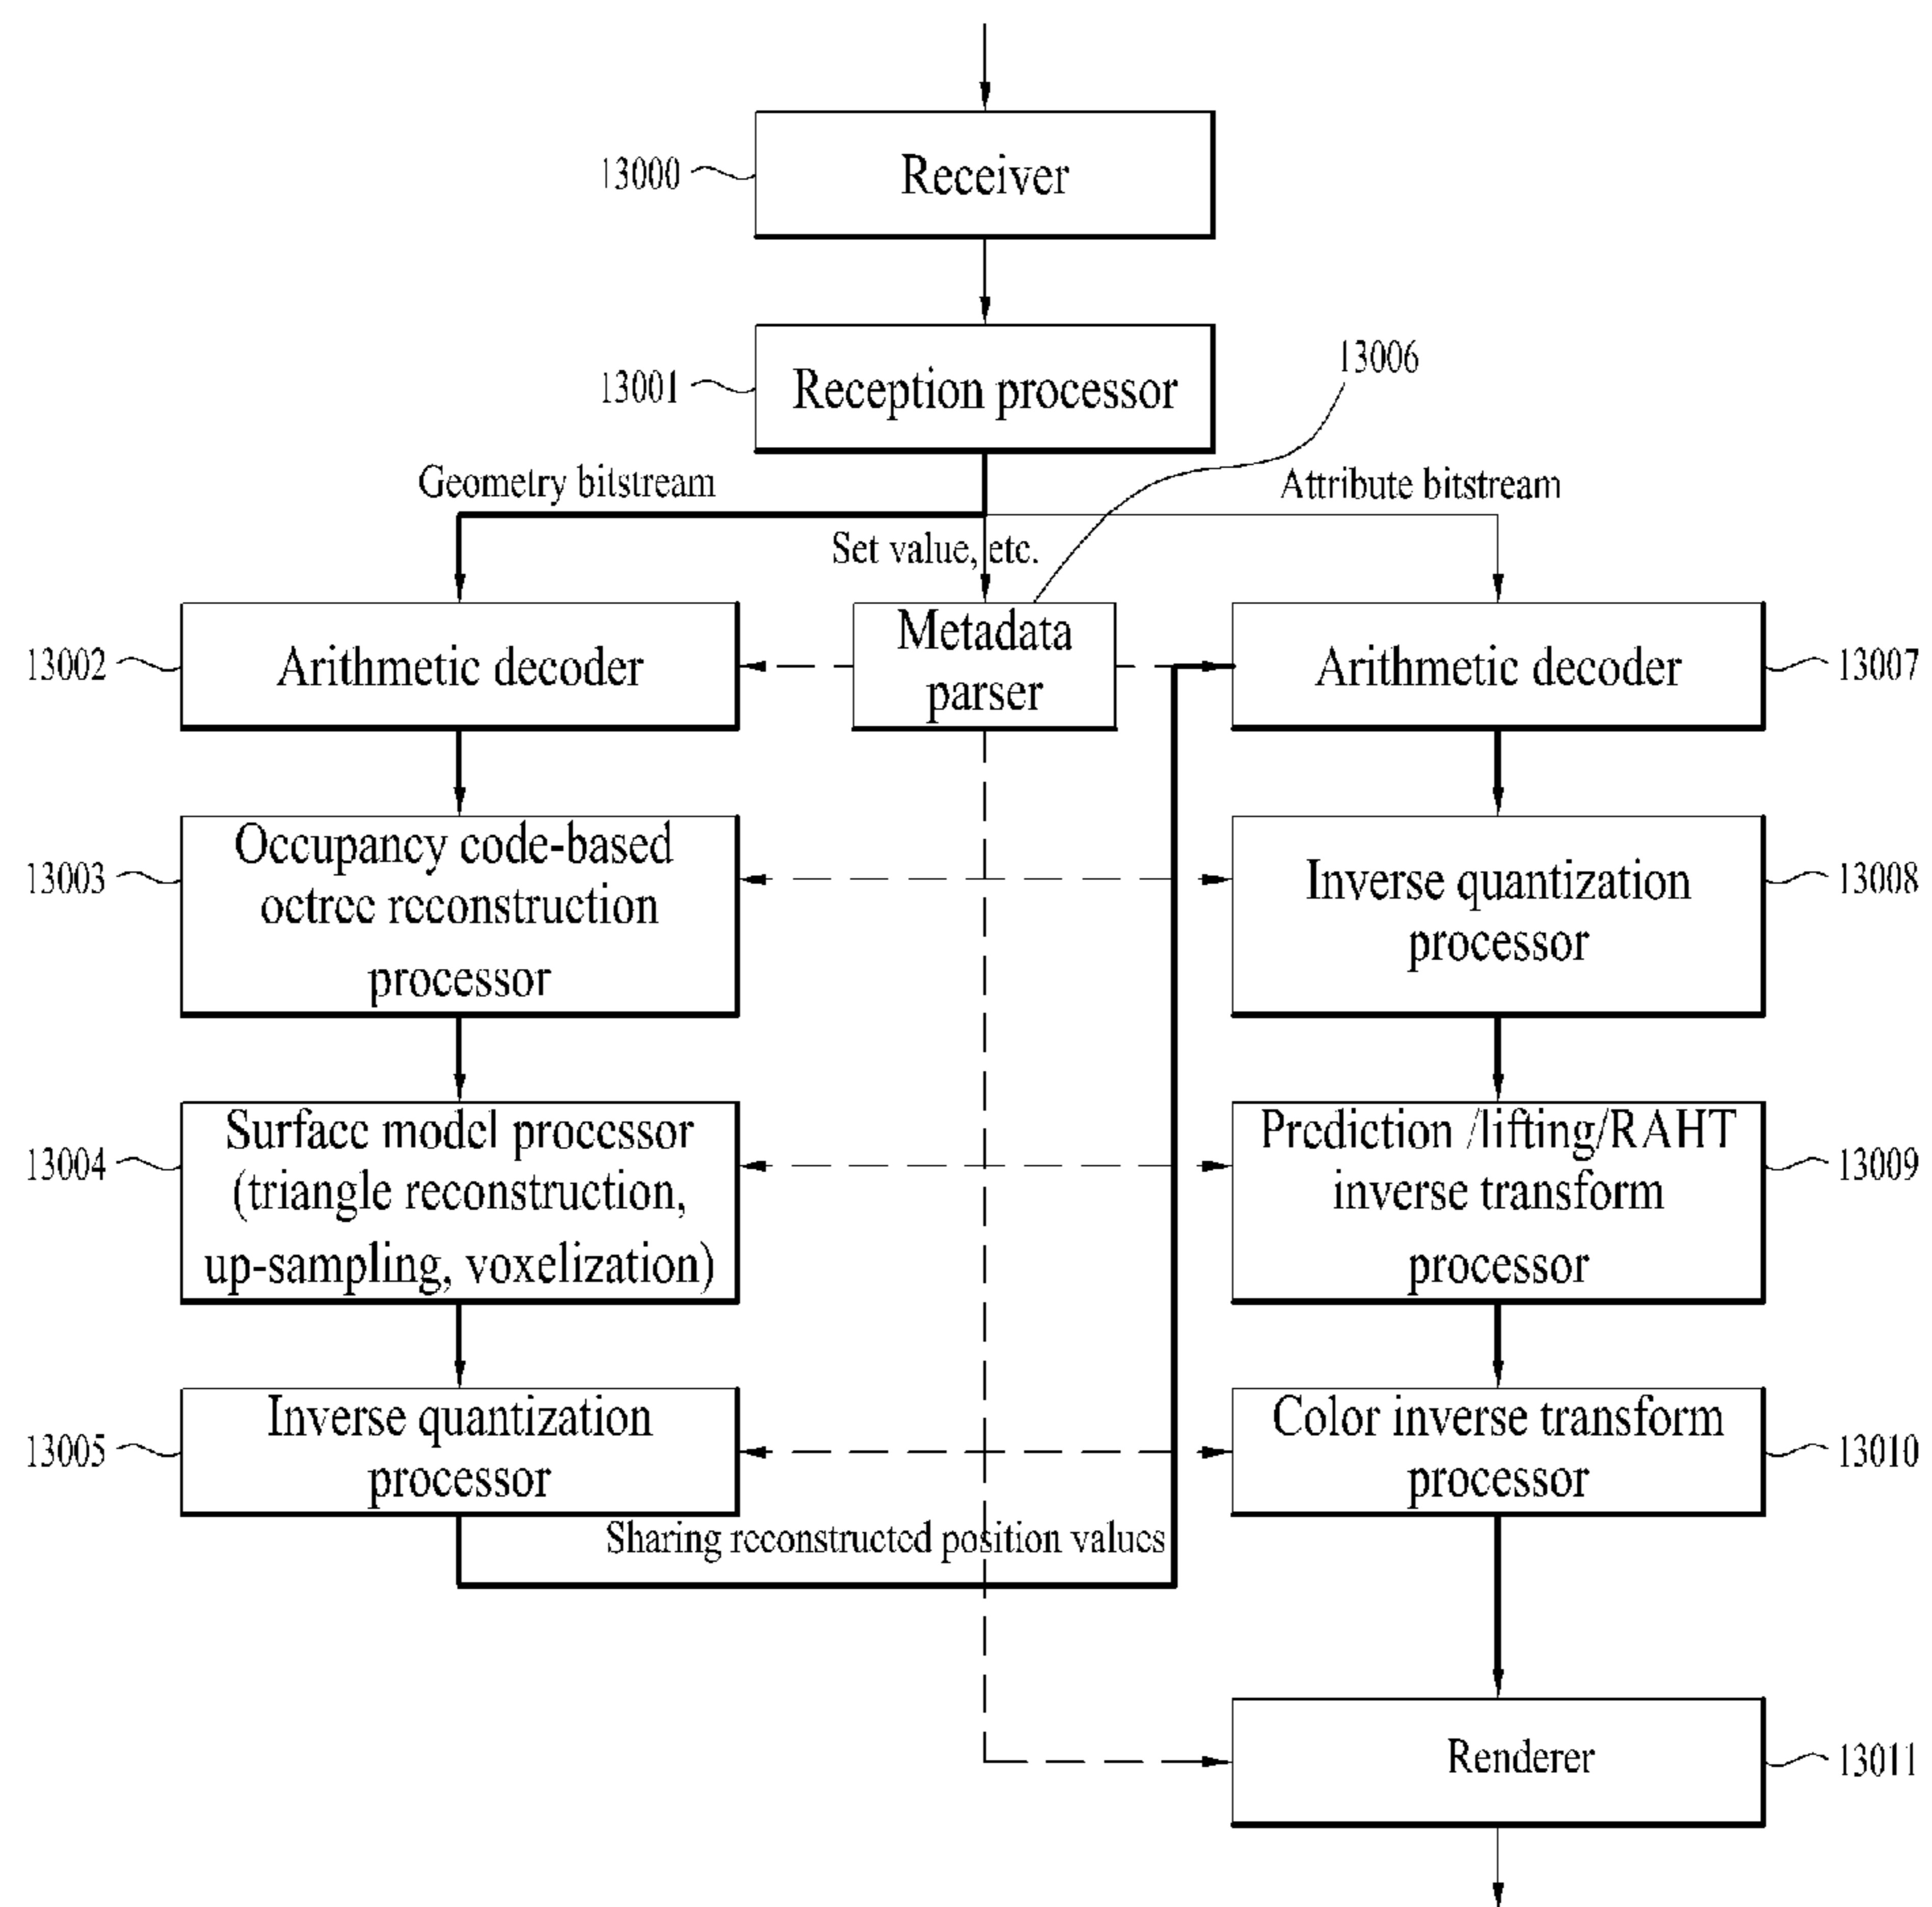 13000
Receiver
13001
Reception processor
13006
Geometry bitstream
Attribute bitstream
Set value, etc.
13002
Arithmetic decoder
Metadata
parser
Arithmetic decoder
13007
13003
Occupancy code-based
octree reconstruction
processor
Inverse quantization
processor
13008
13004
Surface model processor
(triangle reconstruction,
up-sampling, voxelization)
Prediction /lifting/RAHT
inverse transform
processor
13009
13005
Inverse quantization
processor
Color inverse transform
processor
13010
Sharing reconstructed position values
Renderer
13011